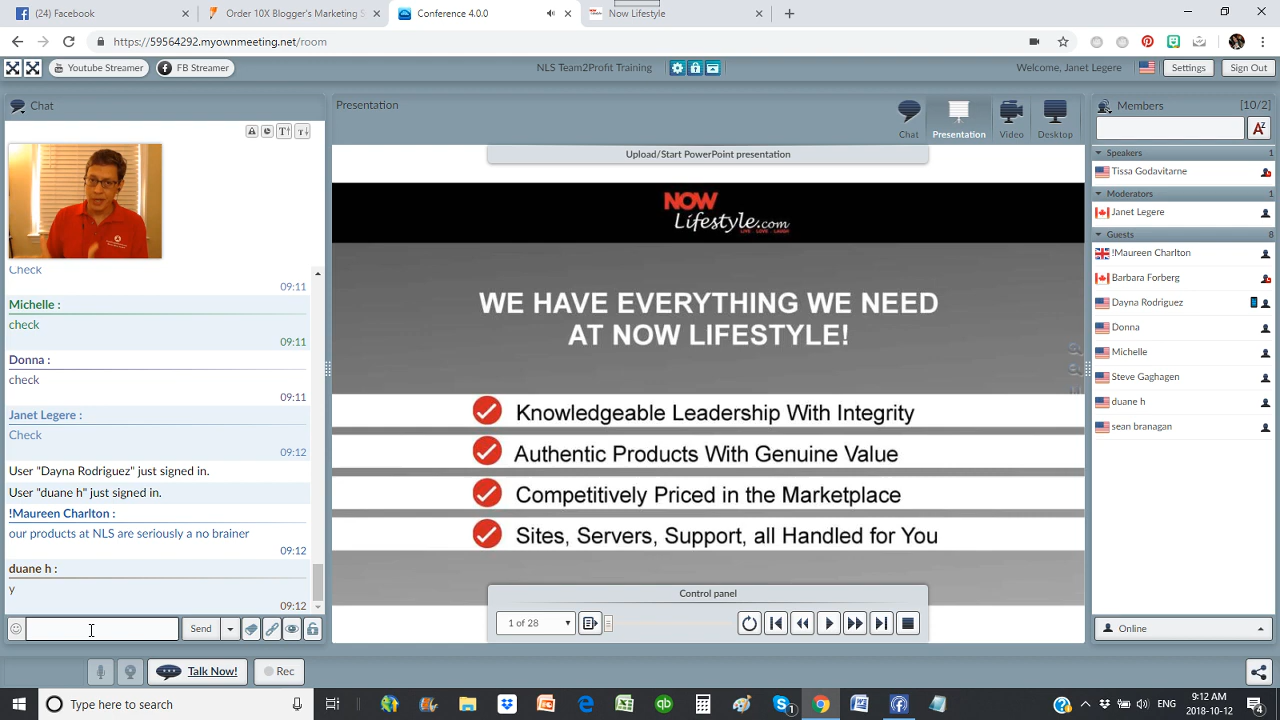 (24) Facebook
Order 10X Blogger's Marketing S
Conference 4.0.0
Now Lifestyle
https://59564292.myownmeeting.net/room
Youtube Streamer
FB Streamer
NLS Team2Profit Training
Welcome, Janet Legere
Settings
Sign Out
Chat
Presentation
Chat
Presentation
Video
Desktop
Members
[10/2]
Upload/Start PowerPoint presentation
Check
09:11
Michelle :
check
09:11
Donna :
check
09:11
Janet Legere :
Check
09:12
User "Dayna Rodriguez" just signed in.
User "duane h" just signed in.
!Maureen Charlton :
our products at NLS are seriously a no brainer
09:12
duane h :
y
09:12
Send
Talk Now!
Rec
NOW
Lifestyle.com
LIVE LOVE LAUGH
WE HAVE EVERYTHING WE NEED
AT NOW LIFESTYLE!
Knowledgeable Leadership With Integrity
Authentic Products With Genuine Value
Competitively Priced in the Marketplace
Sites, Servers, Support, all Handled for You
Control panel
1 of 28
Speakers 1
Tissa Godavitarne
Moderators 1
Janet Legere
Guests 8
!Maureen Charlton
Barbara Forberg
Dayna Rodriguez
Donna
Michelle
Steve Gaghagen
duane h
sean branagan
Online
Type here to search
9:12 AM
2018-10-12